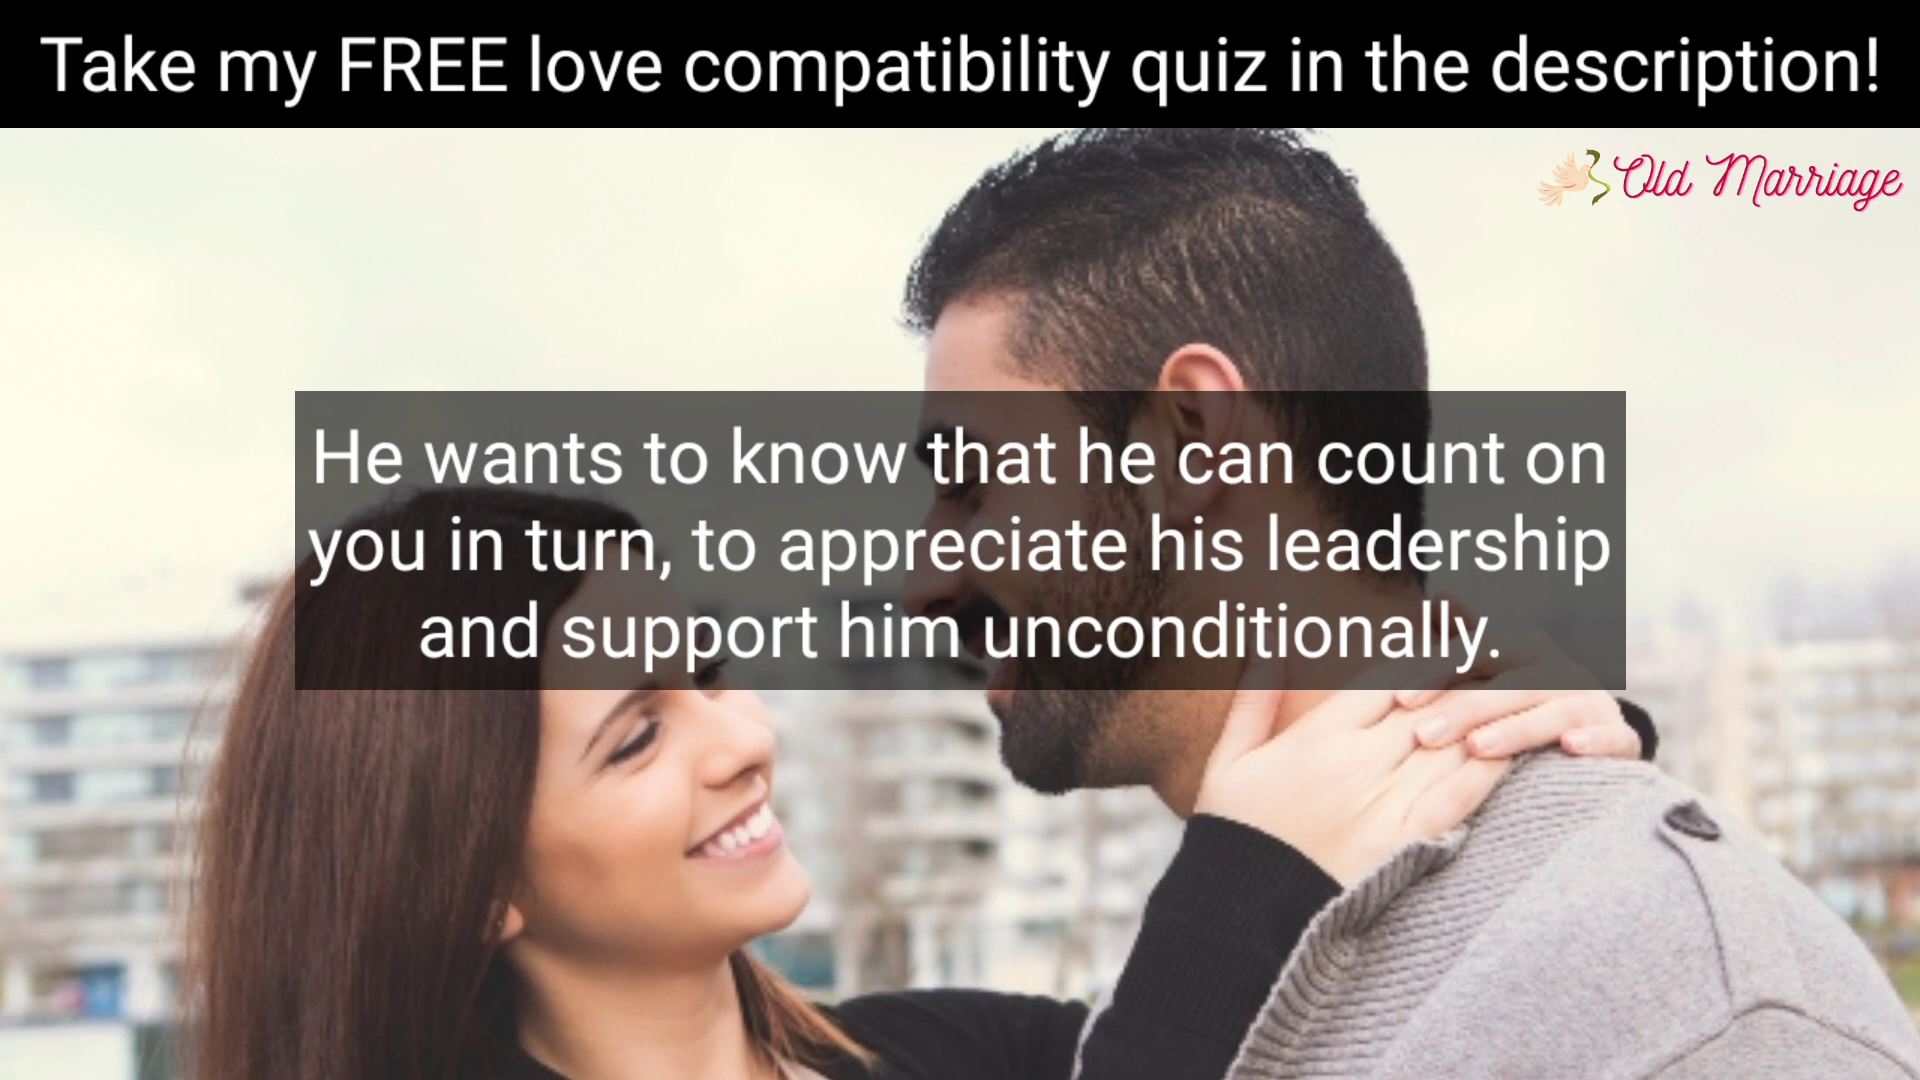 Take my FREE love compatibility quiz in the description!
Old Marriage
He wants to know that he can count on
you in turn, to appreciate his leadership
and support him unconditionally.